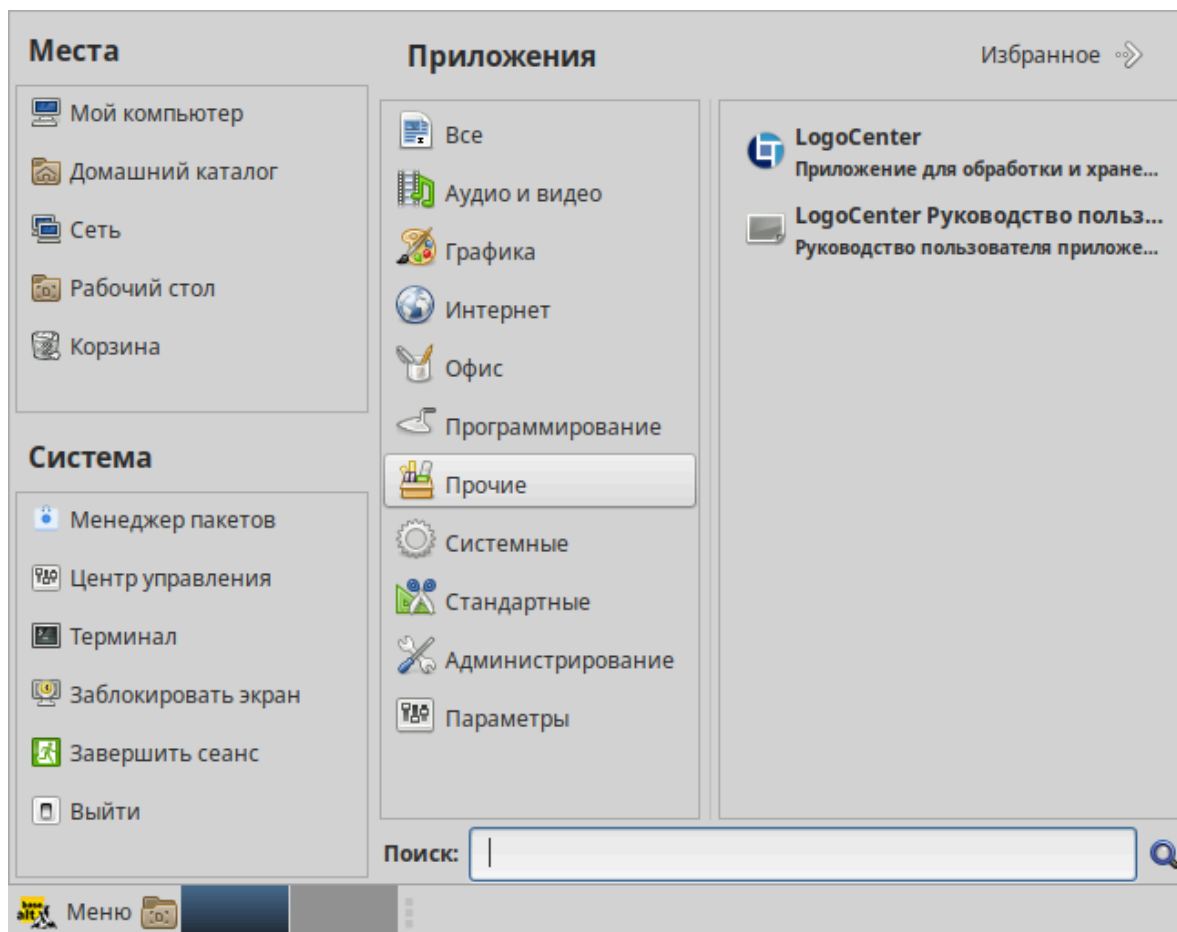 Места
Мой компьютер
Домашний каталог
Сеть
Рабочий стол
Корзина
Система
Менеджер пакетов
Центр управления
Терминал
Заблокировать экран
Завершить сеанс
Выйти
Приложения
Избранное
Все
Аудио и видео
Графика
Интернет
Офис
Программирование
Прочие
Системные
Стандартные
Администрирование
Параметры
LogoCenter
Приложение для обработки и хране...
LogoCenter Руководство польз...
Руководство пользователя приложе...
Поиск:
base alt Меню